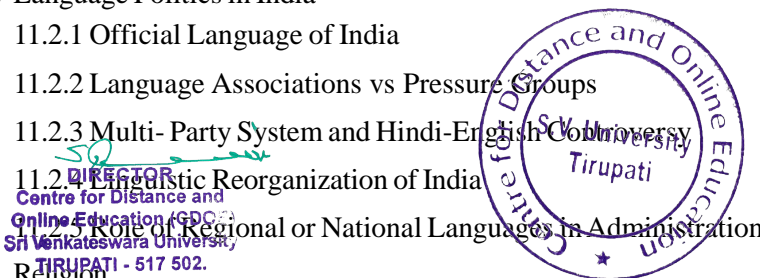 Language Politics in India
11.2.1 Official Language of India
11.2.2 Language Associations vs Pressure Groups
11.2.3 Multi- Party System and Hindi-English Controversy
11.2.4 Linguistic Reorganization of India
11.2.5 Role of Regional or National Languages in Administration
Religion
DIRECTOR
Centre for Distance and
Online Education
Sri Venkateswara University
TIRUPATI - 517 502.
Centre for Distance and Online Education
S.V. University
Tirupati